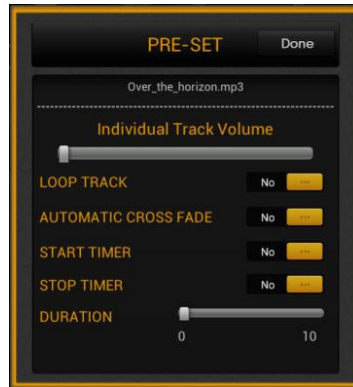 PRE-SET Done
Over_the_horizon.mp3
Individual Track Volume
LOOP TRACK No
AUTOMATIC CROSS FADE No
START TIMER No
STOP TIMER No
DURATION
0 10